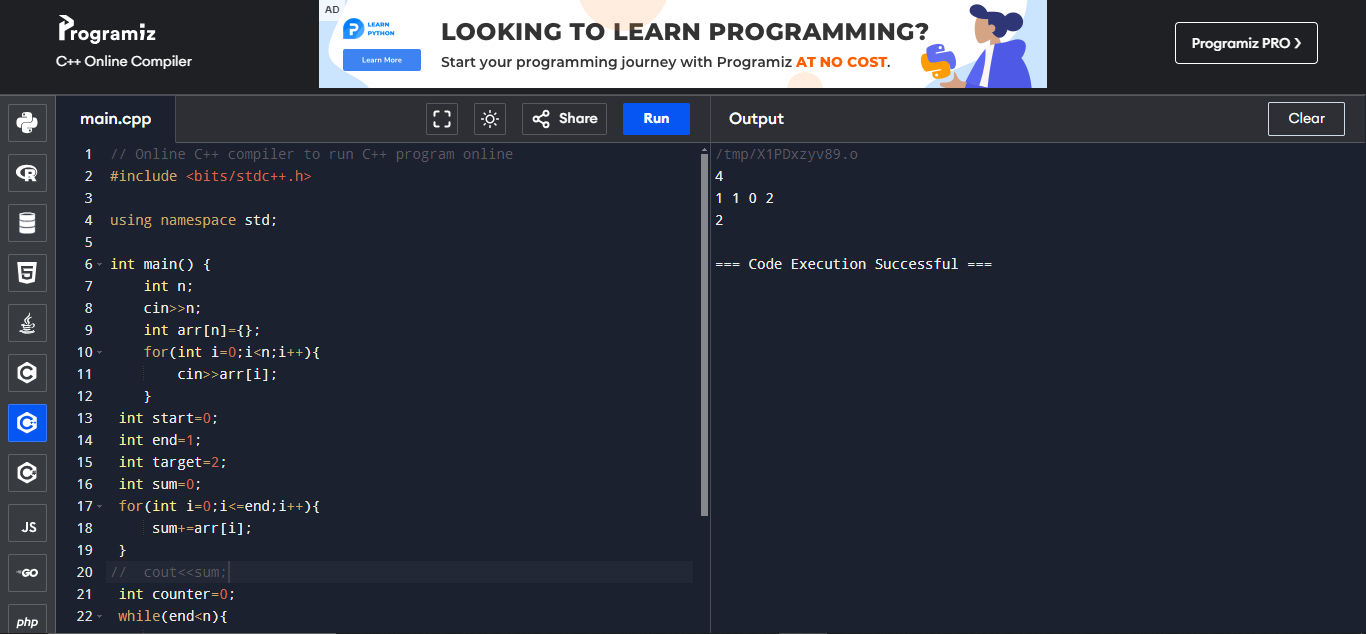 Programiz
C++ Online Compiler
AD
LEARN
PYTHON
Learn More
LOOKING TO LEARN PROGRAMMING?
Start your programming journey with Programiz AT NO COST.
Programiz PRO ❯
main.cpp
Share
Run
Output
Clear
R
5
C
C
C
JS
GO
php
1 // Online C++ compiler to run C++ program online
2 #include <bits/stdc++.h>
3
4 using namespace std;
5
6 int main() {
7     int n;
8     cin>>n;
9     int arr[n]={};
10     for(int i=0;i<n;i++){
11         cin>>arr[i];
12     }
13  int start=0;
14  int end=1;
15  int target=2;
16  int sum=0;
17  for(int i=0;i<=end;i++){
18      sum+=arr[i];
19  }
20 //  cout<<sum;
21  int counter=0;
22  while(end<n){
/tmp/X1PDxzyv89.o
4
1 1 0 2
2
=== Code Execution Successful ===